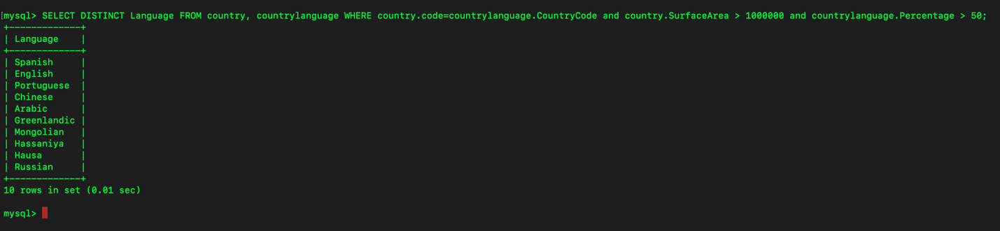 [mysql> SELECT DISTINCT Language FROM country, countrylanguage WHERE country.code=countrylanguage.CountryCode and country.SurfaceArea > 1000000 and countrylanguage.Percentage > 50;
+-------------+
| Language    |
+-------------+
| Spanish     |
| English     |
| Portuguese  |
| Chinese     |
| Arabic      |
| Greenlandic |
| Mongolian   |
| Hassaniya   |
| Hausa       |
| Russian     |
+-------------+
10 rows in set (0.01 sec)
mysql>